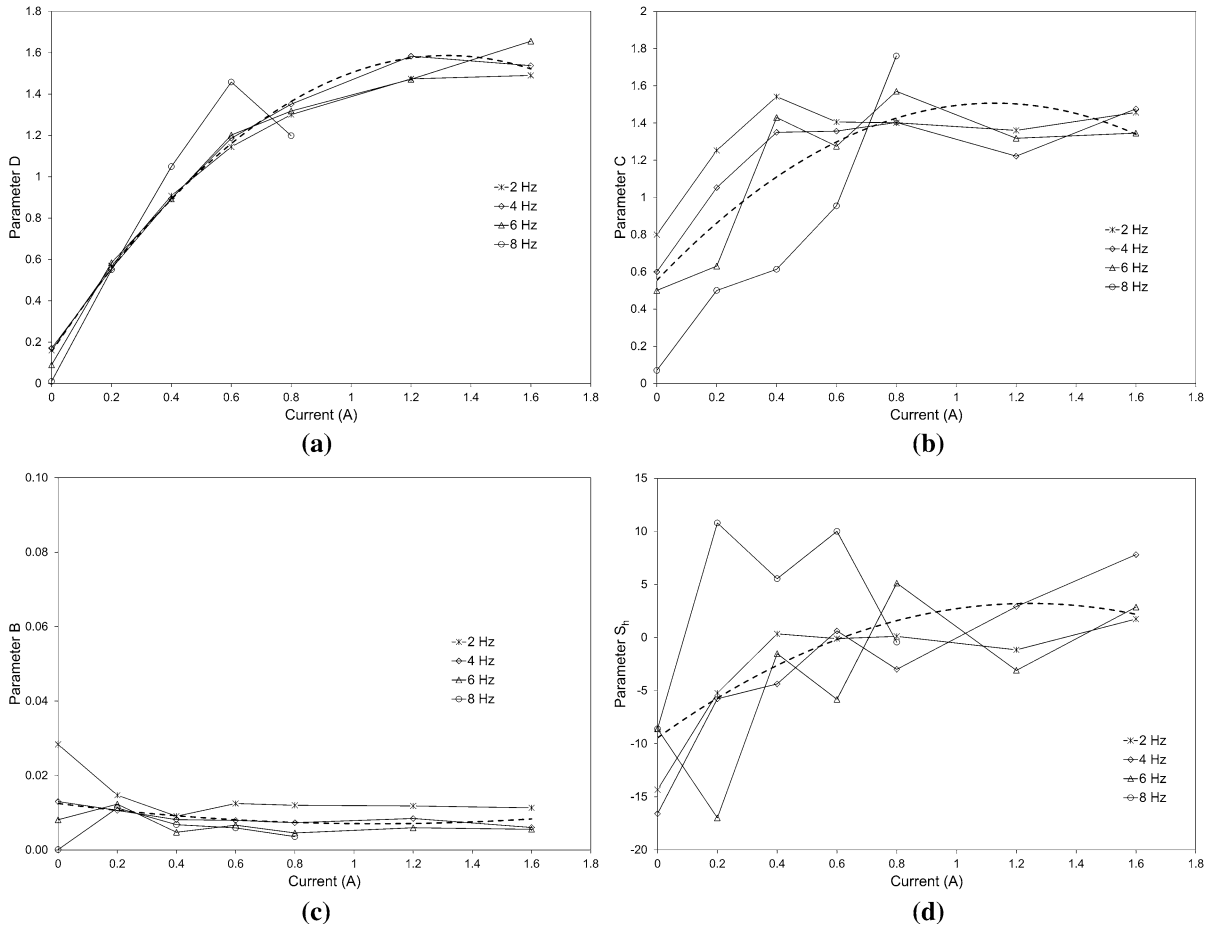 1.8
1.6
1.4
1.2
1.0
0.8
0.6
0.4
0.2
0
Parameter D
2 Hz
4 Hz
6 Hz
8 Hz
0 0.2 0.4 0.6 0.8 1 1.2 1.4 1.6 1.8
Current (A)
(a)
2
1.8
1.6
1.4
1.2
1.0
0.8
0.6
0.4
0.2
0
Parameter C
2 Hz
4 Hz
6 Hz
8 Hz
0 0.2 0.4 0.6 0.8 1 1.2 1.4 1.6 1.8
Current (A)
(b)
0.10
0.08
0.06
0.04
0.02
0.00
Parameter B
2 Hz
4 Hz
6 Hz
8 Hz
0 0.2 0.4 0.6 0.8 1 1.2 1.4 1.6 1.8
Current (A)
(c)
15
10
5
0
-5
-10
-15
-20
Parameter Sh
2 Hz
4 Hz
6 Hz
8 Hz
0 0.2 0.4 0.6 0.8 1 1.2 1.4 1.6 1.8
Current (A)
(d)